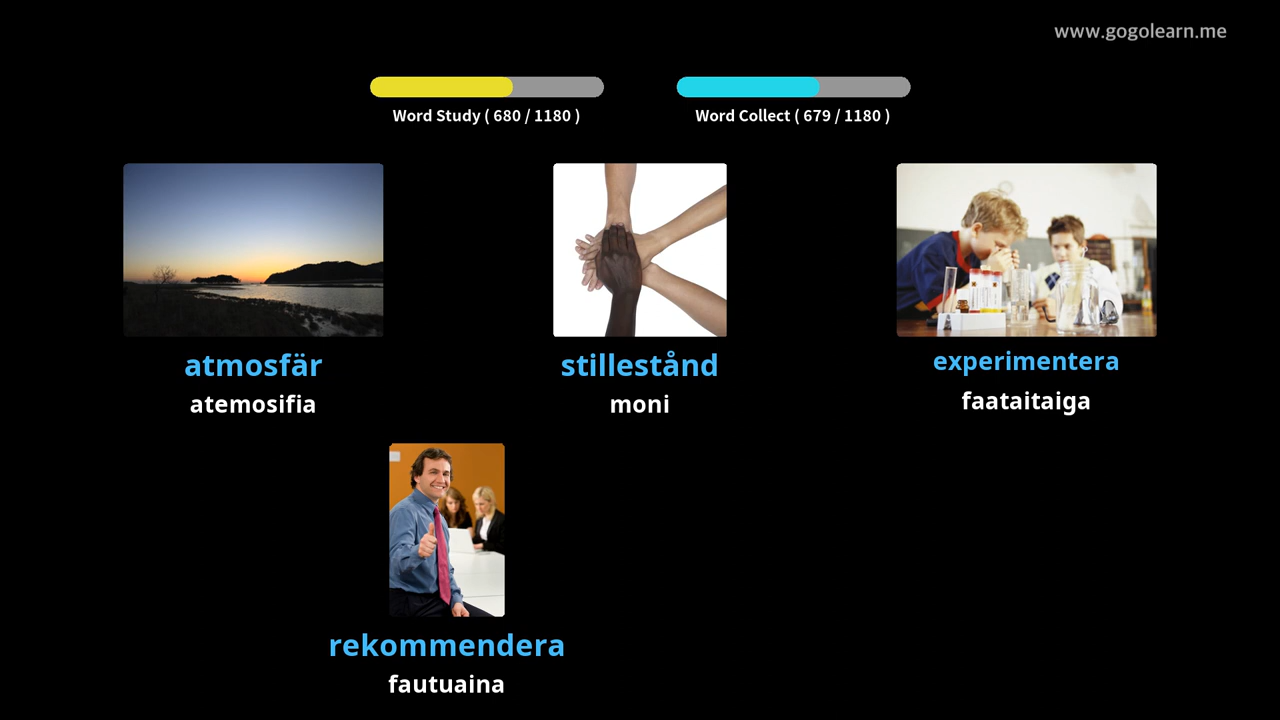 www.gogolearn.me
Word Study ( 680 / 1180 )
Word Collect ( 679 / 1180 )
atmosfär
atemosifia
stillestånd
moni
experimentera
faataitaiga
rekommendera
fautuaina